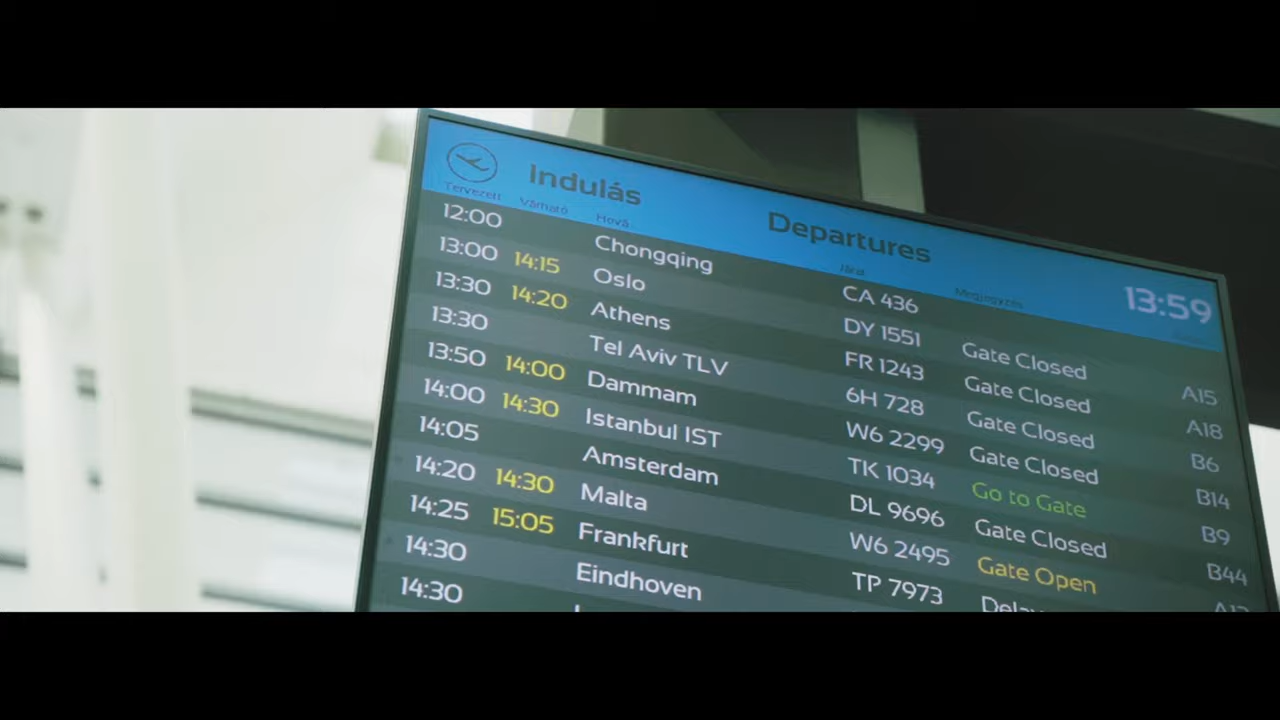 Indulás Departures 13:59
Tervezett Várható Hová Járat Megjegyzés
12:00 Chongqing CA 436
13:00 14:15 Oslo DY 1551 Gate Closed A15
13:30 14:20 Athens FR 1243 Gate Closed A18
13:30 Tel Aviv TLV 6H 728 Gate Closed B6
13:50 14:00 Dammam W6 2299 Gate Closed B14
14:00 14:30 Istanbul IST TK 1034 Go to Gate B9
14:05 Amsterdam DL 9696 Gate Closed B44
14:20 14:30 Malta W6 2495 Gate Open
14:25 15:05 Frankfurt TP 7973
14:30 Eindhoven
14:30